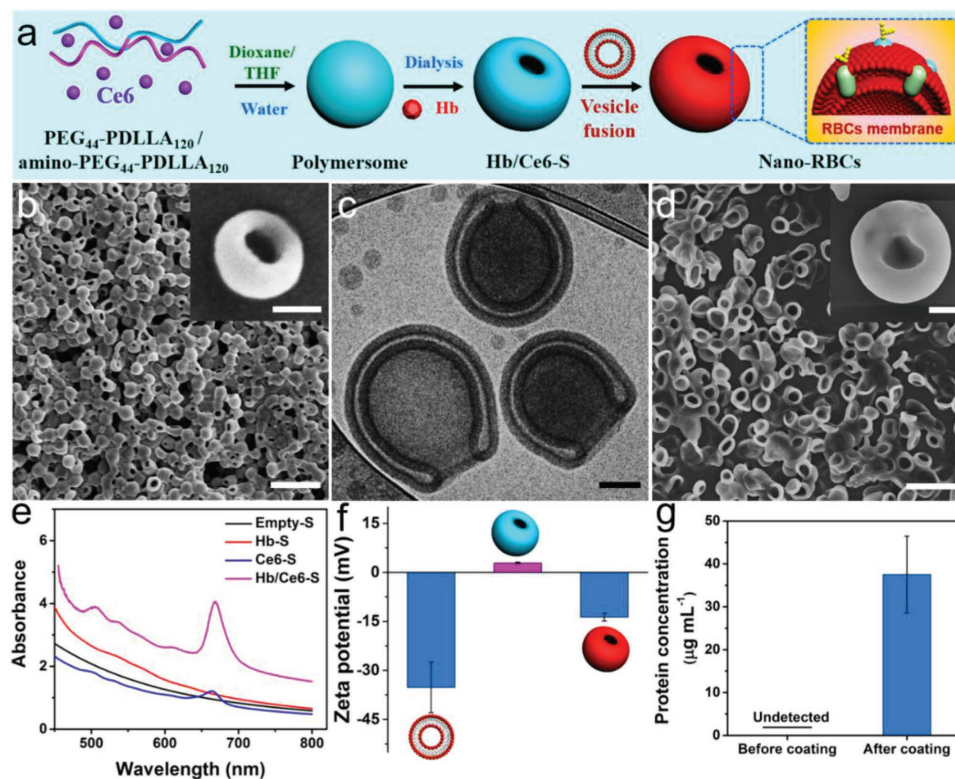 a
Ce6
PEG44-PDLLA120 /
amino-PEG44-PDLLA120
Dioxane/
THF
Water
Polymersome
Dialysis
Hb
Hb/Ce6-S
Vesicle
fusion
Nano-RBCs
RBCs membrane
b
c
d
e
Absorbance
6
4
2
0
Empty-S
Hb-S
Ce6-S
Hb/Ce6-S
500
600
700
800
Wavelength (nm)
f
Zeta potential (mV)
15
0
-15
-30
-45
g
Protein concentration
(μg mL-1)
50
40
30
20
10
0
Undetected
Before coating
After coating